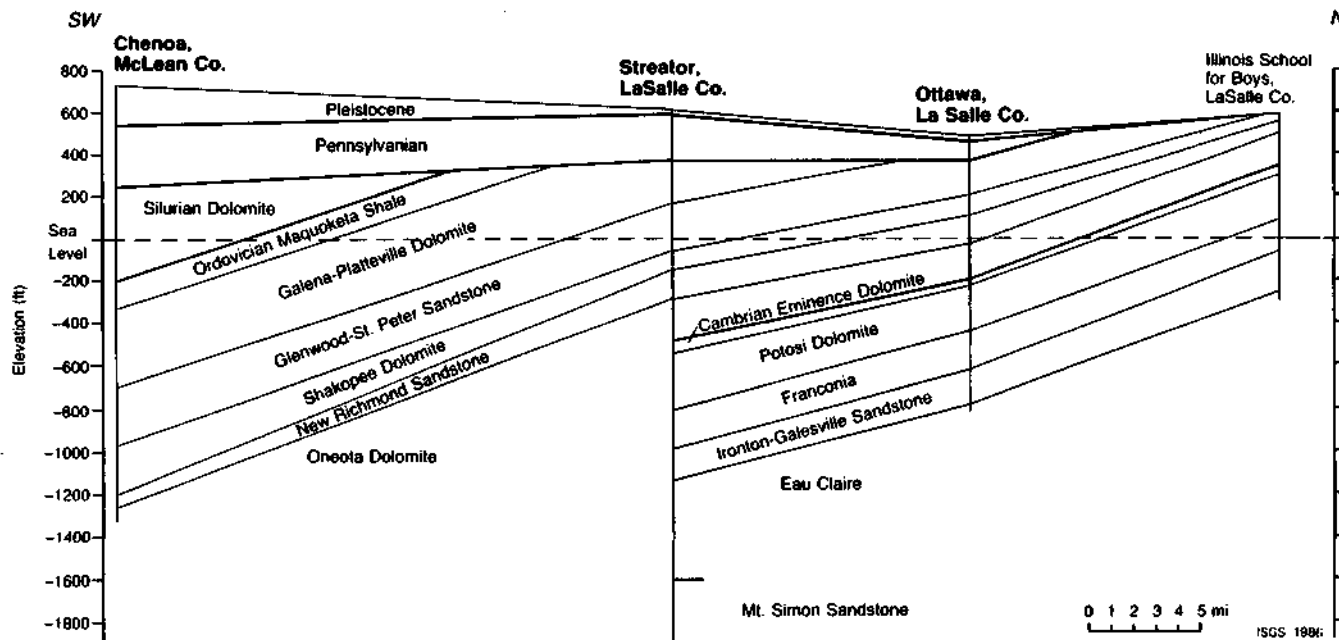 SW
N
Chenoa,
McLean Co.
Streator,
LaSalle Co.
Ottawa,
La Salle Co.
Illinois School
for Boys,
LaSalle Co.
800
600
400
200
Sea
Level
-200
-400
-600
-800
-1000
-1200
-1400
-1600
-1800
Elevation (ft)
Pleistocene
Pennsylvanian
Silurian Dolomite
Ordovician Maquoketa Shale
Galena-Platteville Dolomite
Glenwood-St. Peter Sandstone
Shakopee Dolomite
New Richmond Sandstone
Oneota Dolomite
Cambrian Eminence Dolomite
Potosi Dolomite
Franconia
Ironton-Galesville Sandstone
Eau Claire
Mt. Simon Sandstone
0 1 2 3 4 5 mi
ISGS 1986